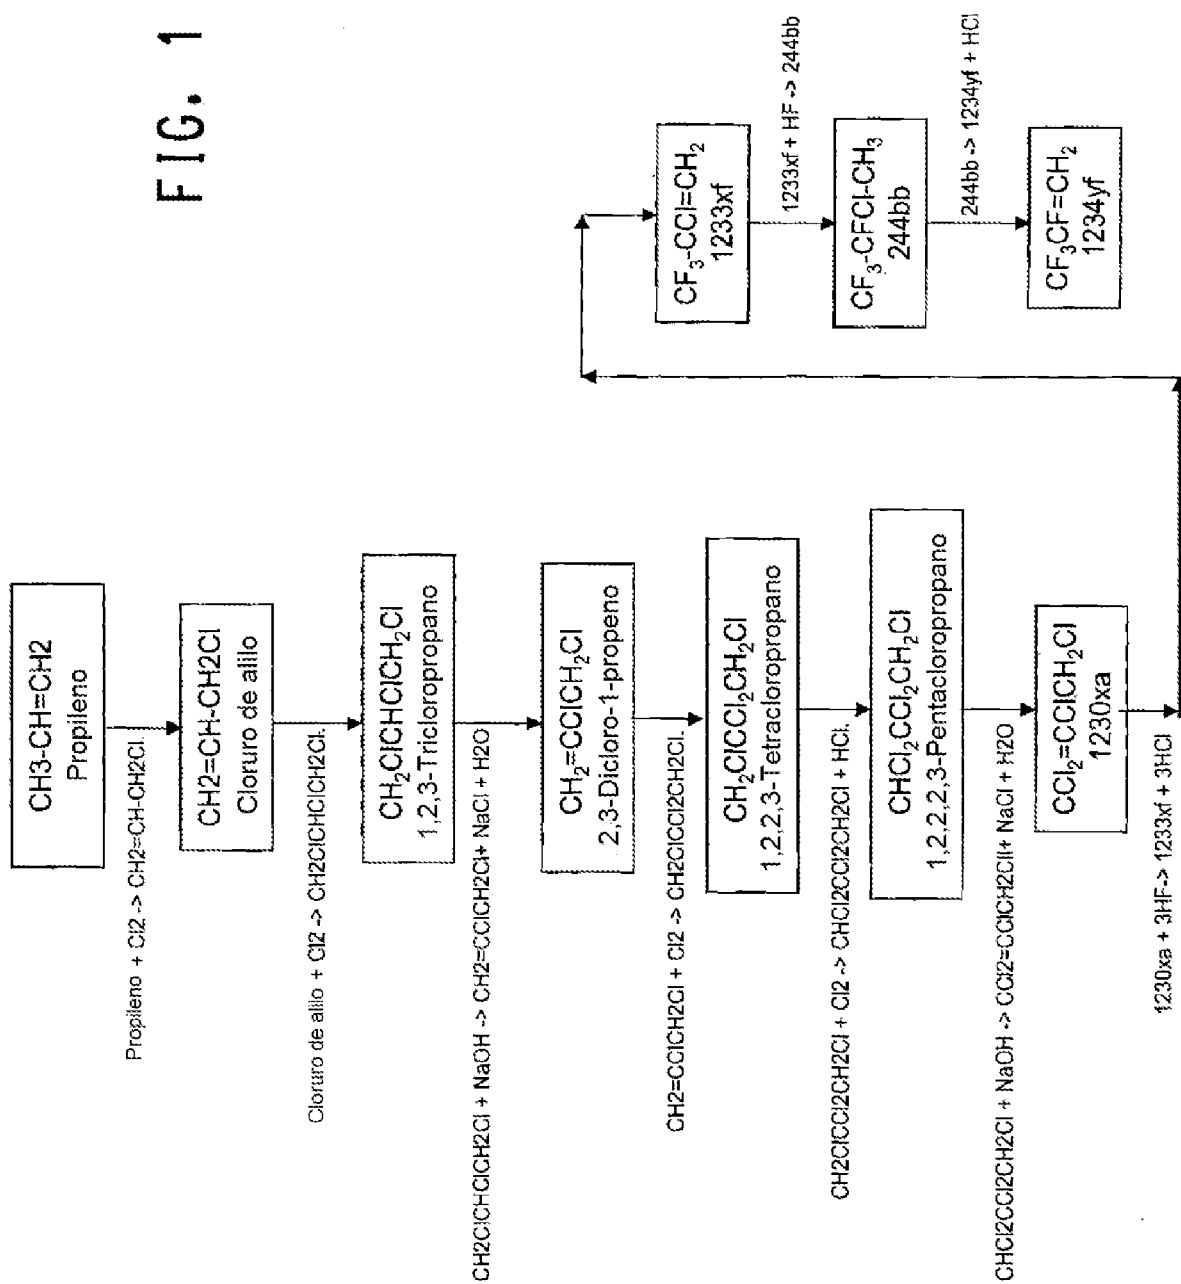 FIG. 1
CH3-CH=CH2
Propileno
Propileno + Cl2 -> CH2=CH-CH2Cl.
CH2=CH-CH2Cl
Cloruro de alilo
Cloruro de alilo + Cl2 -> CH2ClCHClCH2Cl.
CH₂ClCHClCH₂Cl
1,2,3-Tricloropropano
CH2ClCHClCH2Cl + NaOH -> CH2=CClCH2Cl+ NaCl + H2O
CH₂=CClCH₂Cl
2,3-Dicloro-1-propeno
CH2=CClCH2Cl + Cl2 -> CH2ClCCl2CH2Cl.
CH₂ClCCl₂CH₂Cl
1,2,2,3-Tetracloropropano
CH2ClCCl2CH2Cl + Cl2 -> CHCl2CCl2CH2Cl + HCl.
CHCl₂CCl₂CH₂Cl
1,2,2,2,3-Pentacloropropano
CHCl2CCl2CH2Cl + NaOH -> CCl2=CClCH2Cll+ NaCl + H2O
CCl₂=CClCH₂Cl
1230xa
1230xa + 3HF-> 1233xf + 3HCl
CF₃-CCl=CH₂
1233xf
1233xf + HF -> 244bb
CF₃-CFCl-CH₃
244bb
244bb -> 1234yf + HCl
CF₃CF=CH₂
1234yf